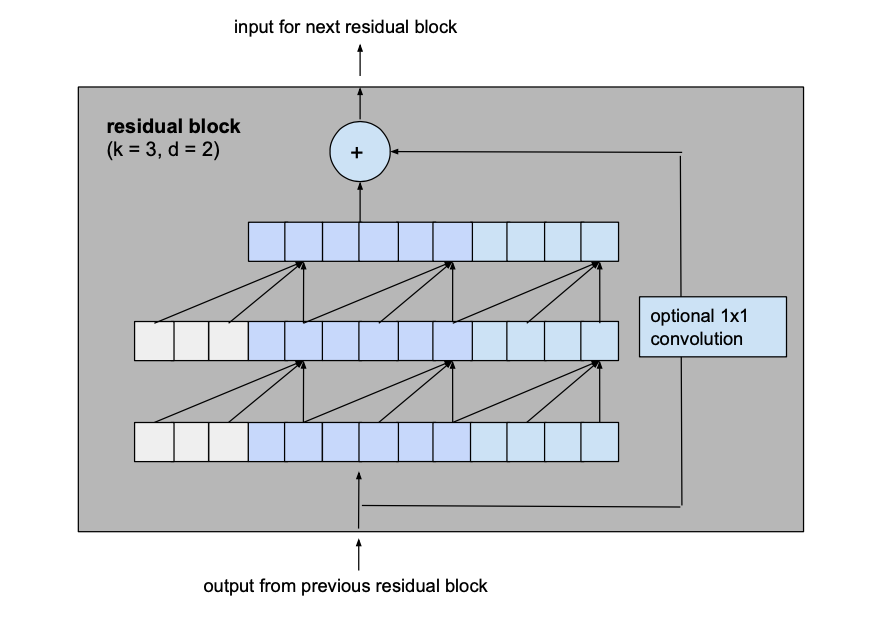 input for next residual block
residual block
(k = 3, d = 2)
+
optional 1x1
convolution
output from previous residual block